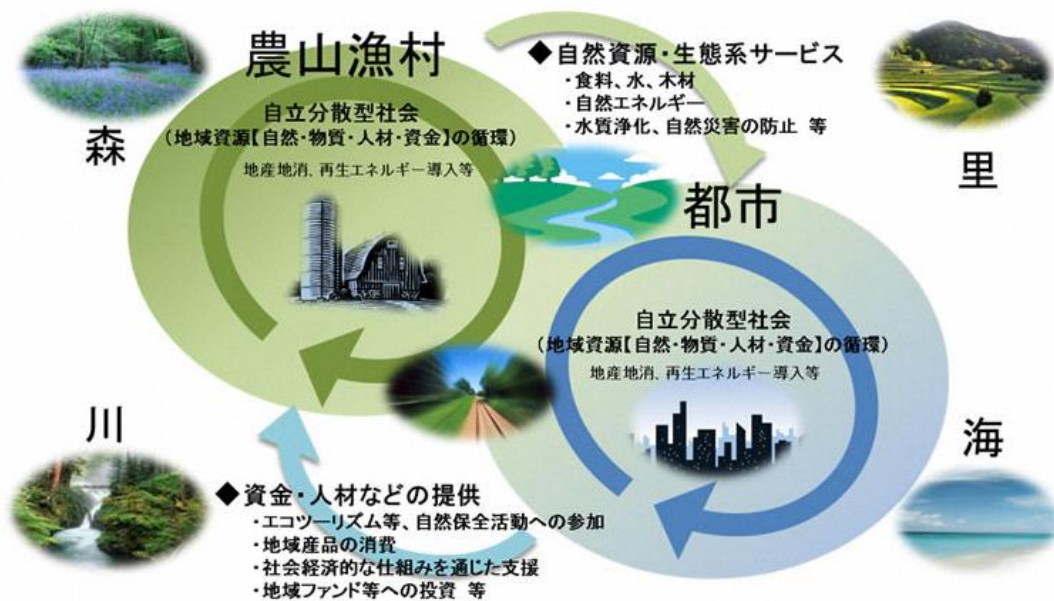 農山漁村
森
自立分散型社会
(地域資源【自然・物質・人材・資金】の循環)
地産地消、再生エネルギー導入等
◆自然資源・生態系サービス
・食料、水、木材
・自然エネルギー
・水質浄化、自然災害の防止 等
里
都市
自立分散型社会
(地域資源【自然・物質・人材・資金】の循環)
地産地消、再生エネルギー導入等
川
海
◆資金・人材などの提供
・エコツーリズム等、自然保全活動への参加
・地域産品の消費
・社会経済的な仕組みを通じた支援
・地域ファンド等への投資 等